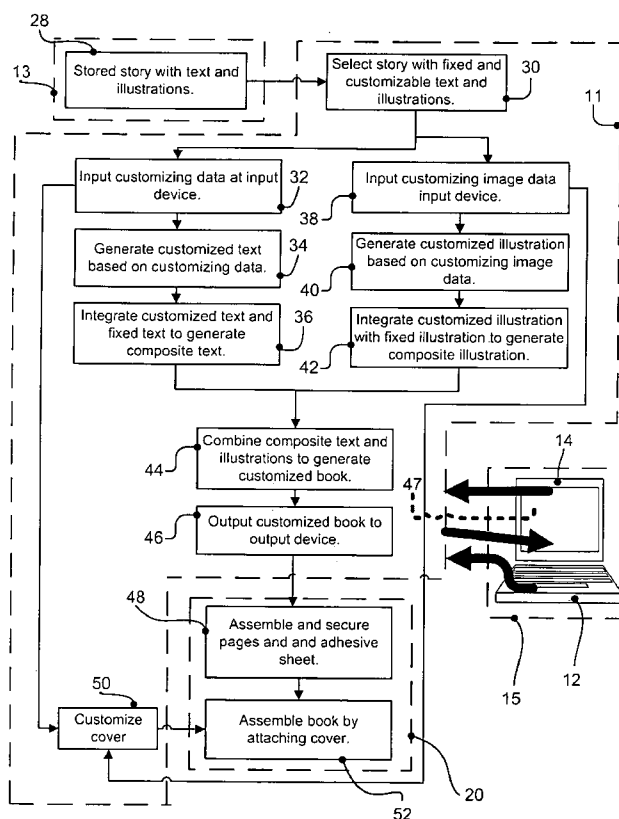 28
13
Stored story with text and
illustrations.
Select story with fixed and
customizable text and
illustrations.
30
11
Input customizing data at input
device.
32
Input customizing image data
input device.
38
Generate customized text
based on customizing data.
34
Generate customized illustration
based on customizing image
data.
40
Integrate customized text and
fixed text to generate
composite text.
36
Integrate customized illustration
with fixed illustration to generate
composite illustration.
42
Combine composite text and
illustrations to generate
customized book.
44
47
14
Output customized book to
output device.
46
12
15
48
Assemble and secure
pages and and adhesive
sheet.
50
Customize
cover
Assemble book by
attaching cover.
52
20